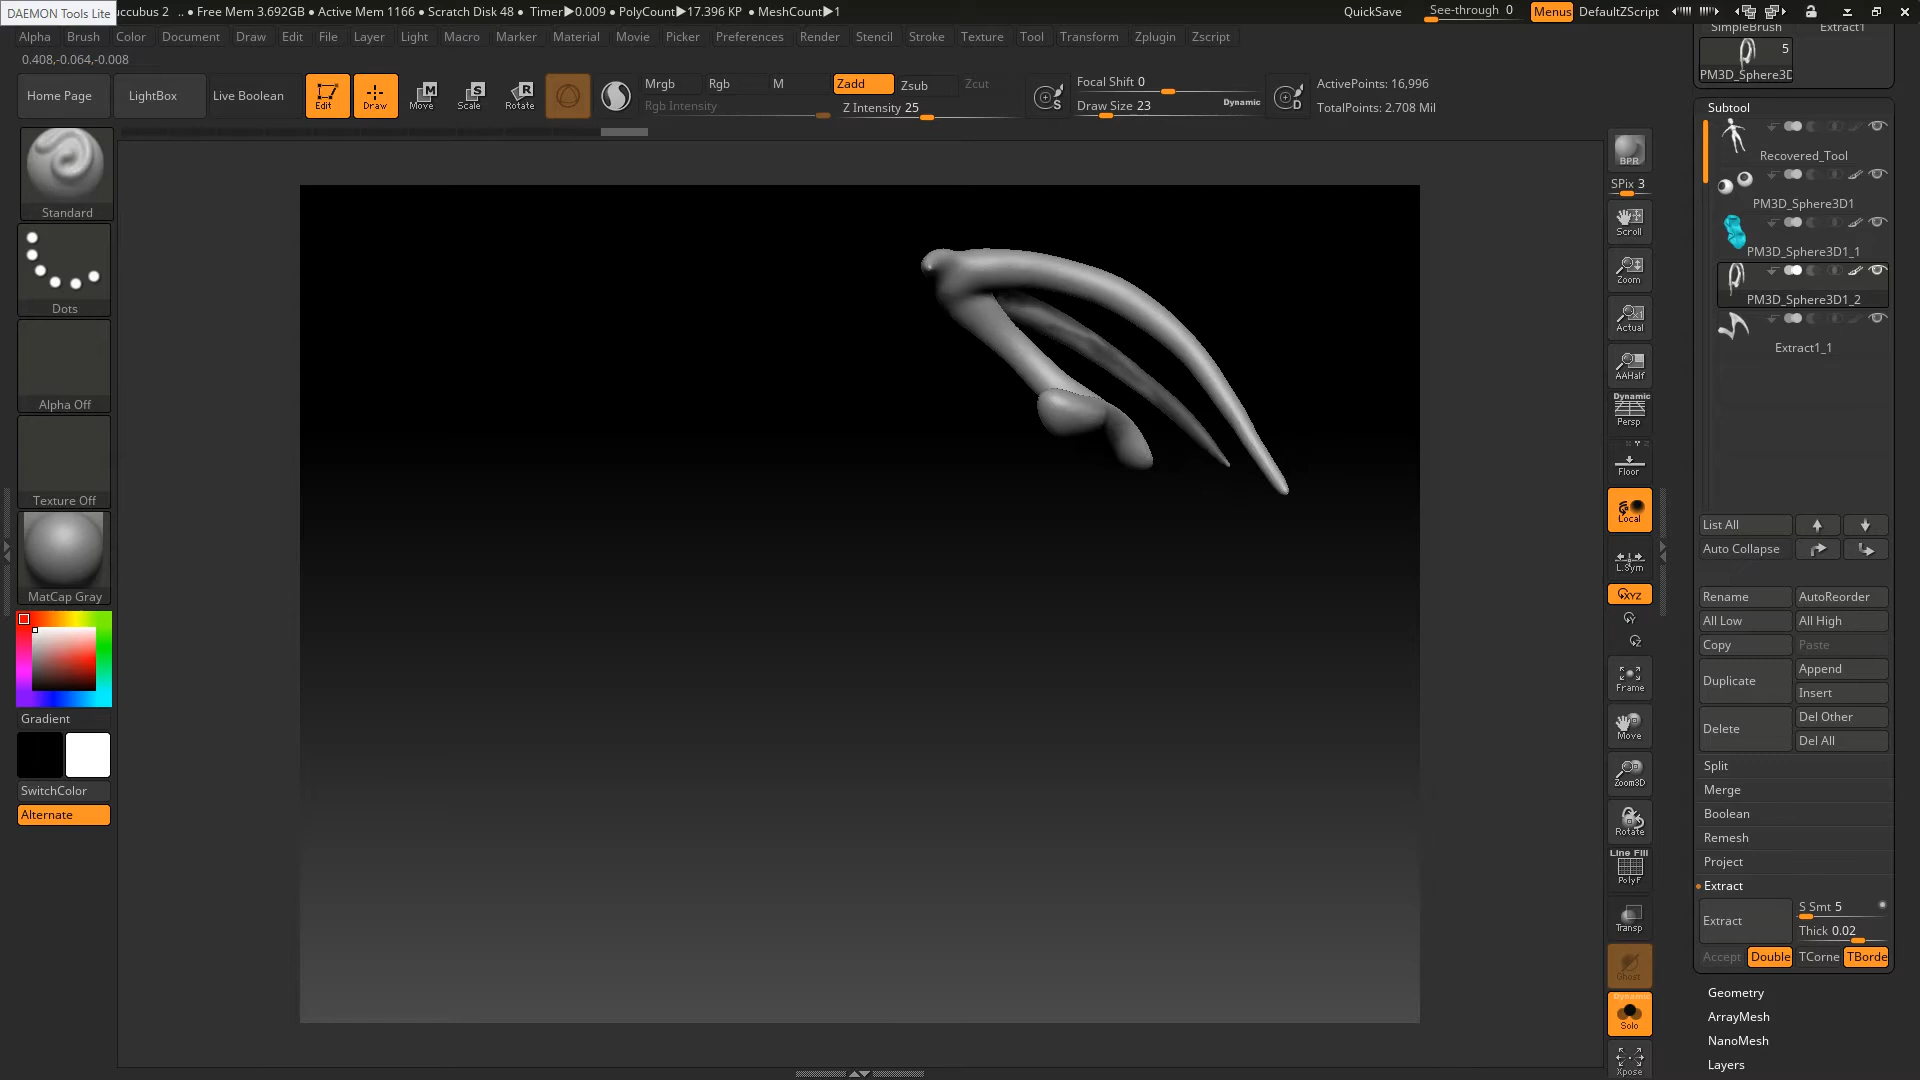 DAEMON Tools Lite
uccubus 2 .. • Free Mem 3.692GB • Active Mem 1166 • Scratch Disk 48 • Timer▶0.009 • PolyCount▶17.396 KP • MeshCount▶1
QuickSave See-through 0 Menus DefaultZScript
Alpha Brush Color Document Draw Edit File Layer Light Macro Marker Material Movie Picker Preferences Render Stencil Stroke Texture Tool Transform Zplugin Zscript
0.408,-0.064,-0.008
Home Page LightBox Live Boolean Edit Draw Move Scale Rotate
Mrgb Rgb M Zadd Zsub Zcut
Rgb Intensity Z Intensity 25
Focal Shift 0
Draw Size 23 Dynamic
ActivePoints: 16,996
TotalPoints: 2.708 Mil
Standard
Dots
Alpha Off
Texture Off
MatCap Gray
Gradient
SwitchColor
Alternate
BPR
SPix 3
Scroll
Zoom
Actual
AAHalf
Dynamic
Persp
Floor
Local
L.Sym
XYZ
Y
Z
Frame
Move
Zoom3D
Rotate
Line Fill
PolyF
Transp
Ghost
Dynamic
Solo
Xpose
SimpleBrush Extract1
5
PM3D_Sphere3D
Subtool
Recovered_Tool
PM3D_Sphere3D1
PM3D_Sphere3D1_1
PM3D_Sphere3D1_2
Extract1_1
List All
Auto Collapse
Rename AutoReorder
All Low All High
Copy Paste
Duplicate Append
Insert
Delete Del Other
Del All
Split
Merge
Boolean
Remesh
Project
Extract
Extract S Smt 5
Thick 0.02
Accept Double TCorne TBorde
Geometry
ArrayMesh
NanoMesh
Layers